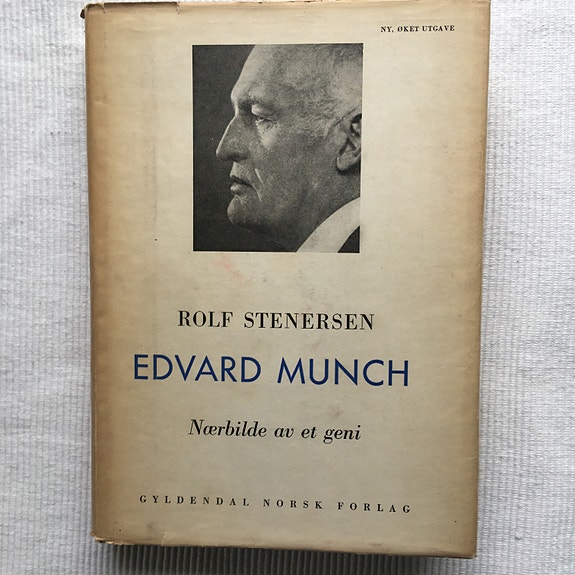 NY, ØKET UTGAVE
ROLF STENERSEN
EDVARD MUNCH
Nærbilde av et geni
GYLDENDAL NORSK FORLAG